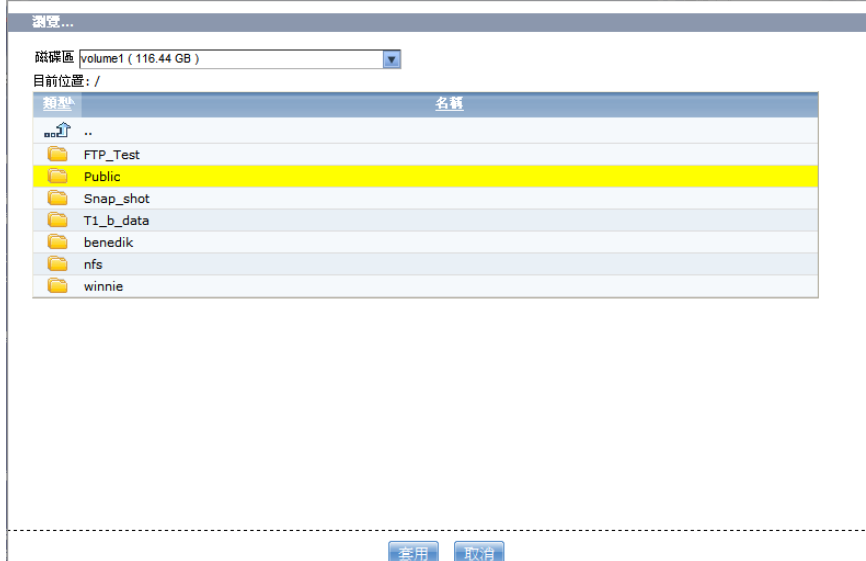 瀏覽...
磁碟區 volume1 ( 116.44 GB )
目前位置: /
類型 名稱
..
FTP_Test
Public
Snap_shot
T1_b_data
benedik
nfs
winnie
套用 取消